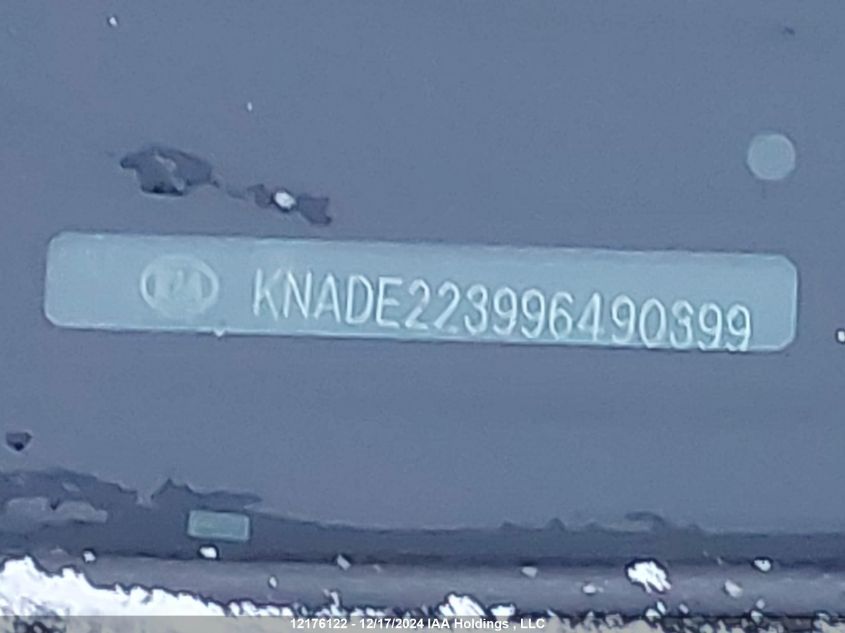 KIA KNADE223996490399
12176122 - 12/17/2024 IAA Holdings , LLC